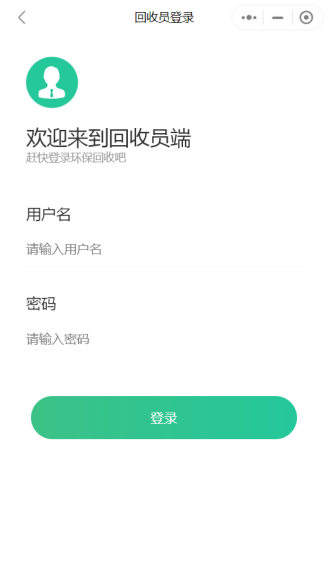 回收员登录
欢迎来到回收员端
赶快登录环保回收吧
用户名
请输入用户名
密码
请输入密码
登录